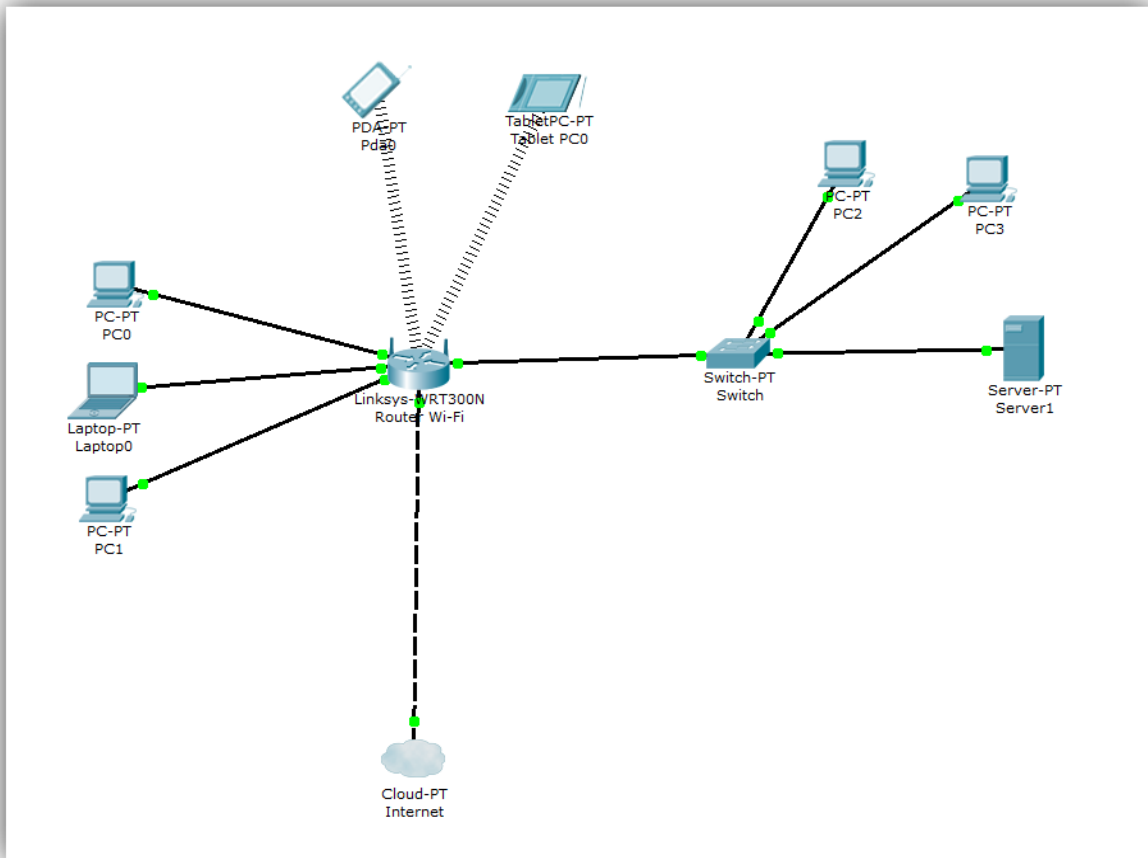 PDA-PT
Pda0
TabletPC-PT
Tablet PC0
PC-PT
PC2
PC-PT
PC3
PC-PT
PC0
Laptop-PT
Laptop0
PC-PT
PC1
Linksys-WRT300N
Router Wi-Fi
Switch-PT
Switch
Server-PT
Server1
Cloud-PT
Internet